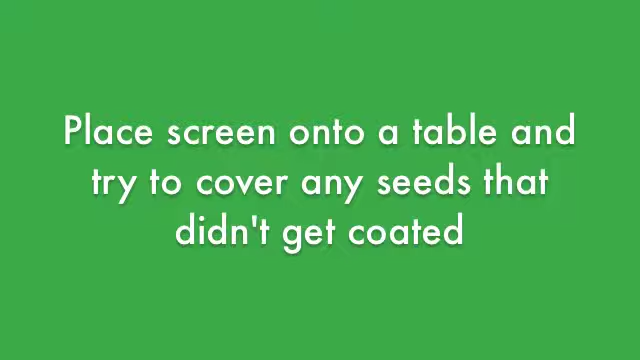 Place screen onto a table and
try to cover any seeds that
didn't get coated